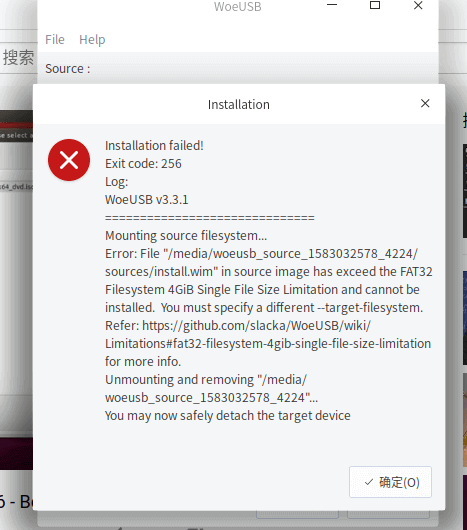 WoeUSB
File Help
搜索
Source :
Installation
Installation failed!
Exit code: 256
Log:
WoeUSB v3.3.1
==============================
Mounting source filesystem...
Error: File "/media/woeusb_source_1583032578_4224/
sources/install.wim" in source image has exceed the FAT32
Filesystem 4GiB Single File Size Limitation and cannot be
installed.  You must specify a different --target-filesystem.
Refer: https://github.com/slacka/WoeUSB/wiki/
Limitations#fat32-filesystem-4gib-single-file-size-limitation
for more info.
Unmounting and removing "/media/
woeusb_source_1583032578_4224"...
You may now safely detach the target device
确定(O)